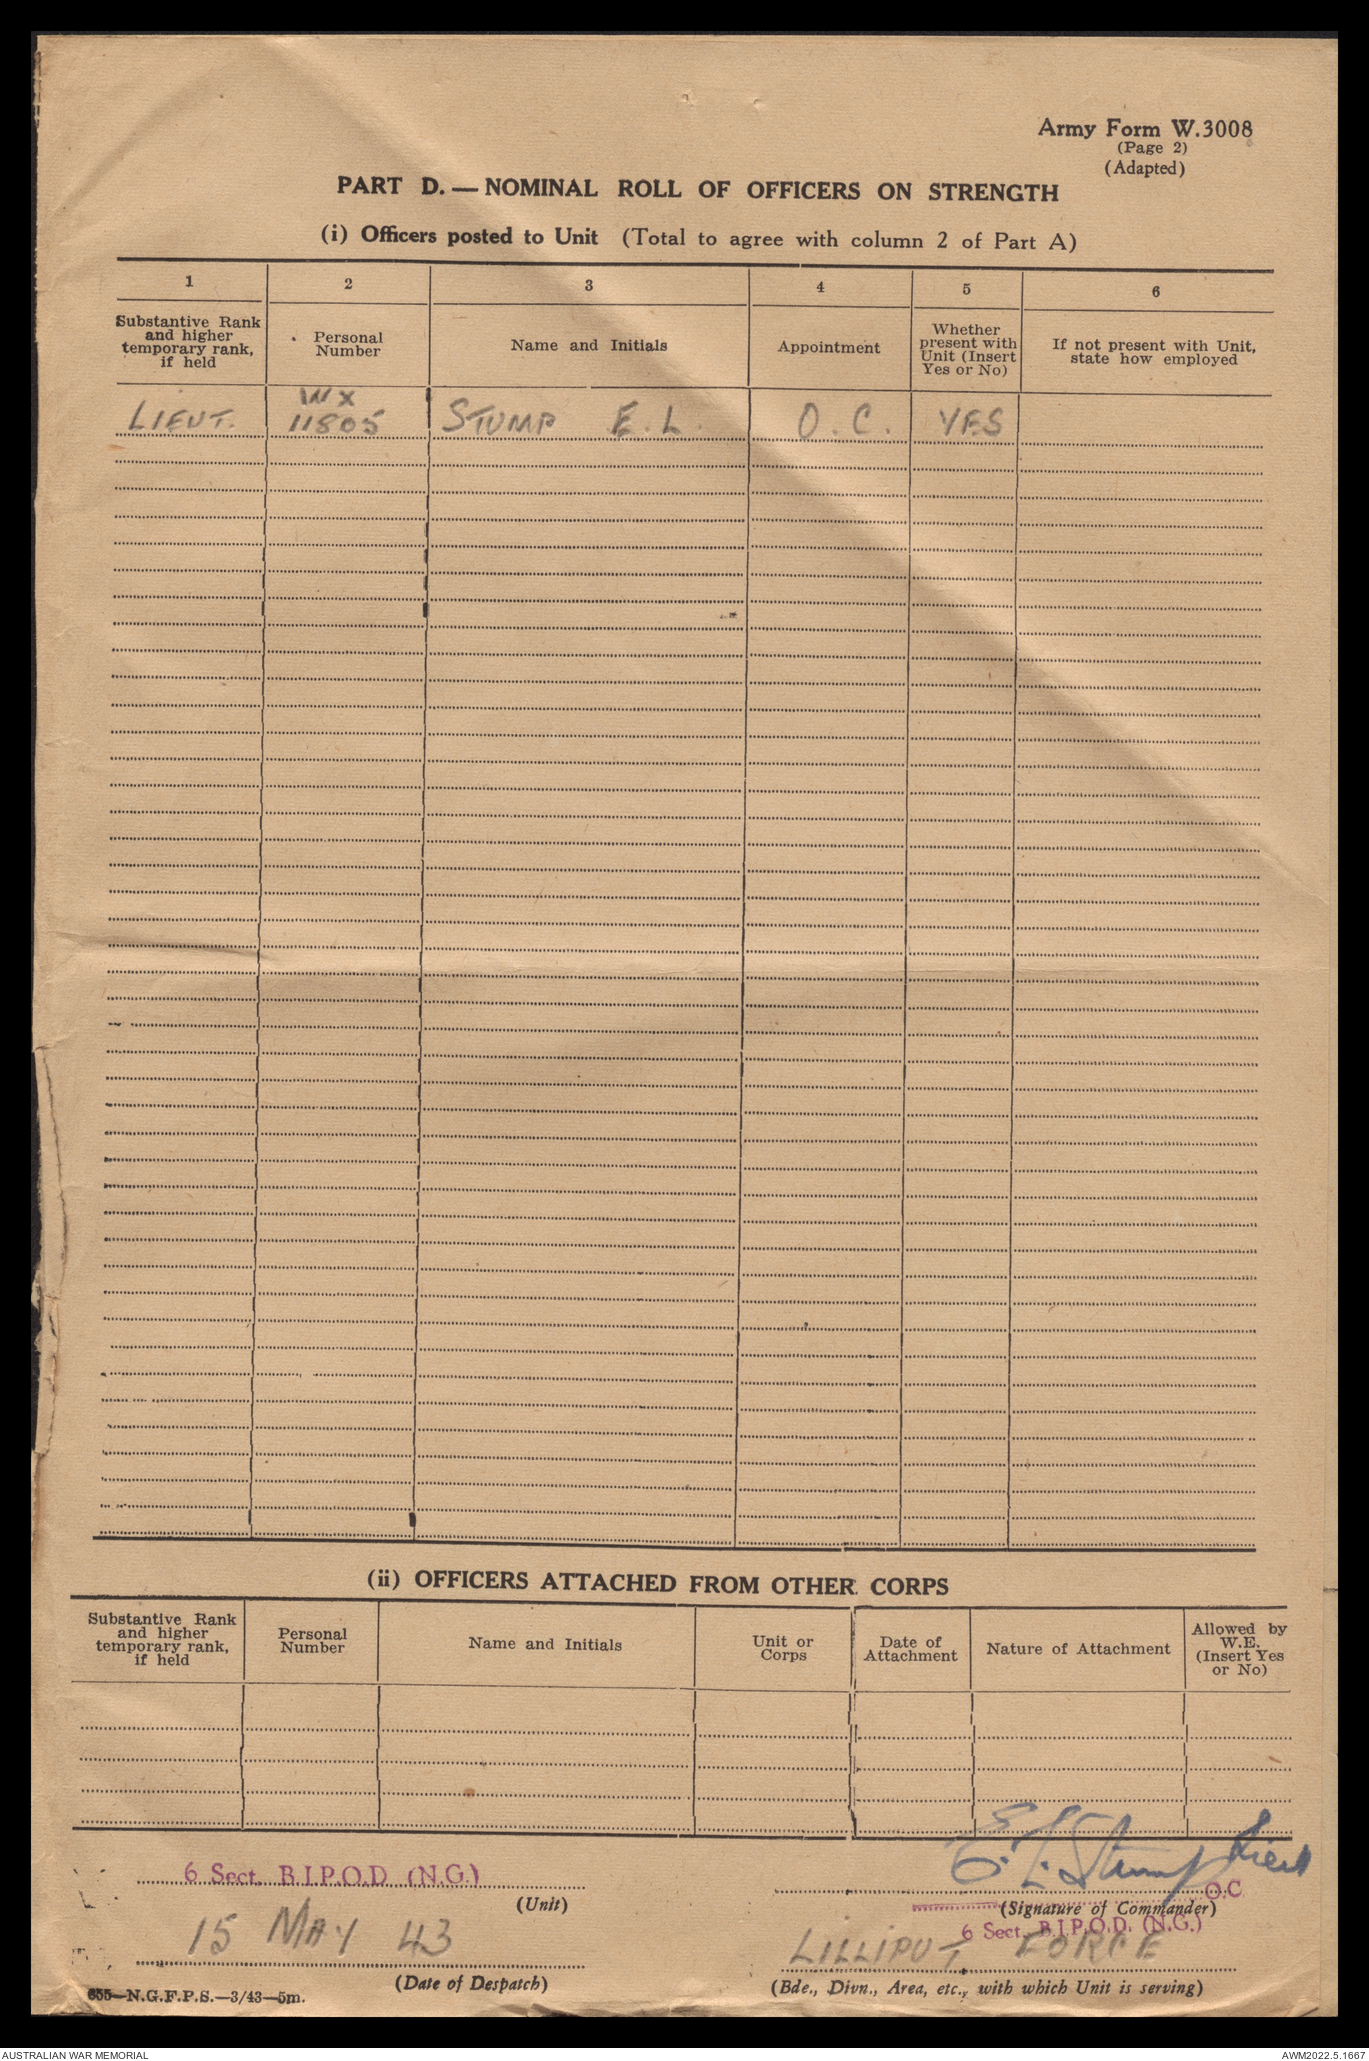 Army Form W.3008
(Page 2)
(Adapted)
PART D. — NOMINAL ROLL OF OFFICERS ON STRENGTH
(i) Officers posted to Unit (Total to agree with column 2 of Part A)
1 2 3 4 5 6
Substantive Rank and higher temporary rank, if held
Personal Number
Name and Initials
Appointment
Whether present with Unit (Insert Yes or No)
If not present with Unit, state how employed
WX
LIEUT. 11805 STUMP E.L. O.C. YES
(ii) OFFICERS ATTACHED FROM OTHER CORPS
Substantive Rank and higher temporary rank, if held
Personal Number
Name and Initials
Unit or Corps
Date of Attachment
Nature of Attachment
Allowed by W.E. (Insert Yes or No)
E.L. Stump Lieut
6 Sect. B.I.P.O.D (N.G.)
(Unit)
O.C
(Signature of Commander)
6 Sect. B.I.P.O.D. (N.G.)
15 MAY 43
LILLIPUT FORCE
(Date of Despatch)
(Bde., Divn., Area, etc., with which Unit is serving)
655—N.G.F.P.S.—3/43—5m.
AUSTRALIAN WAR MEMORIAL
AWM2022.5.1667